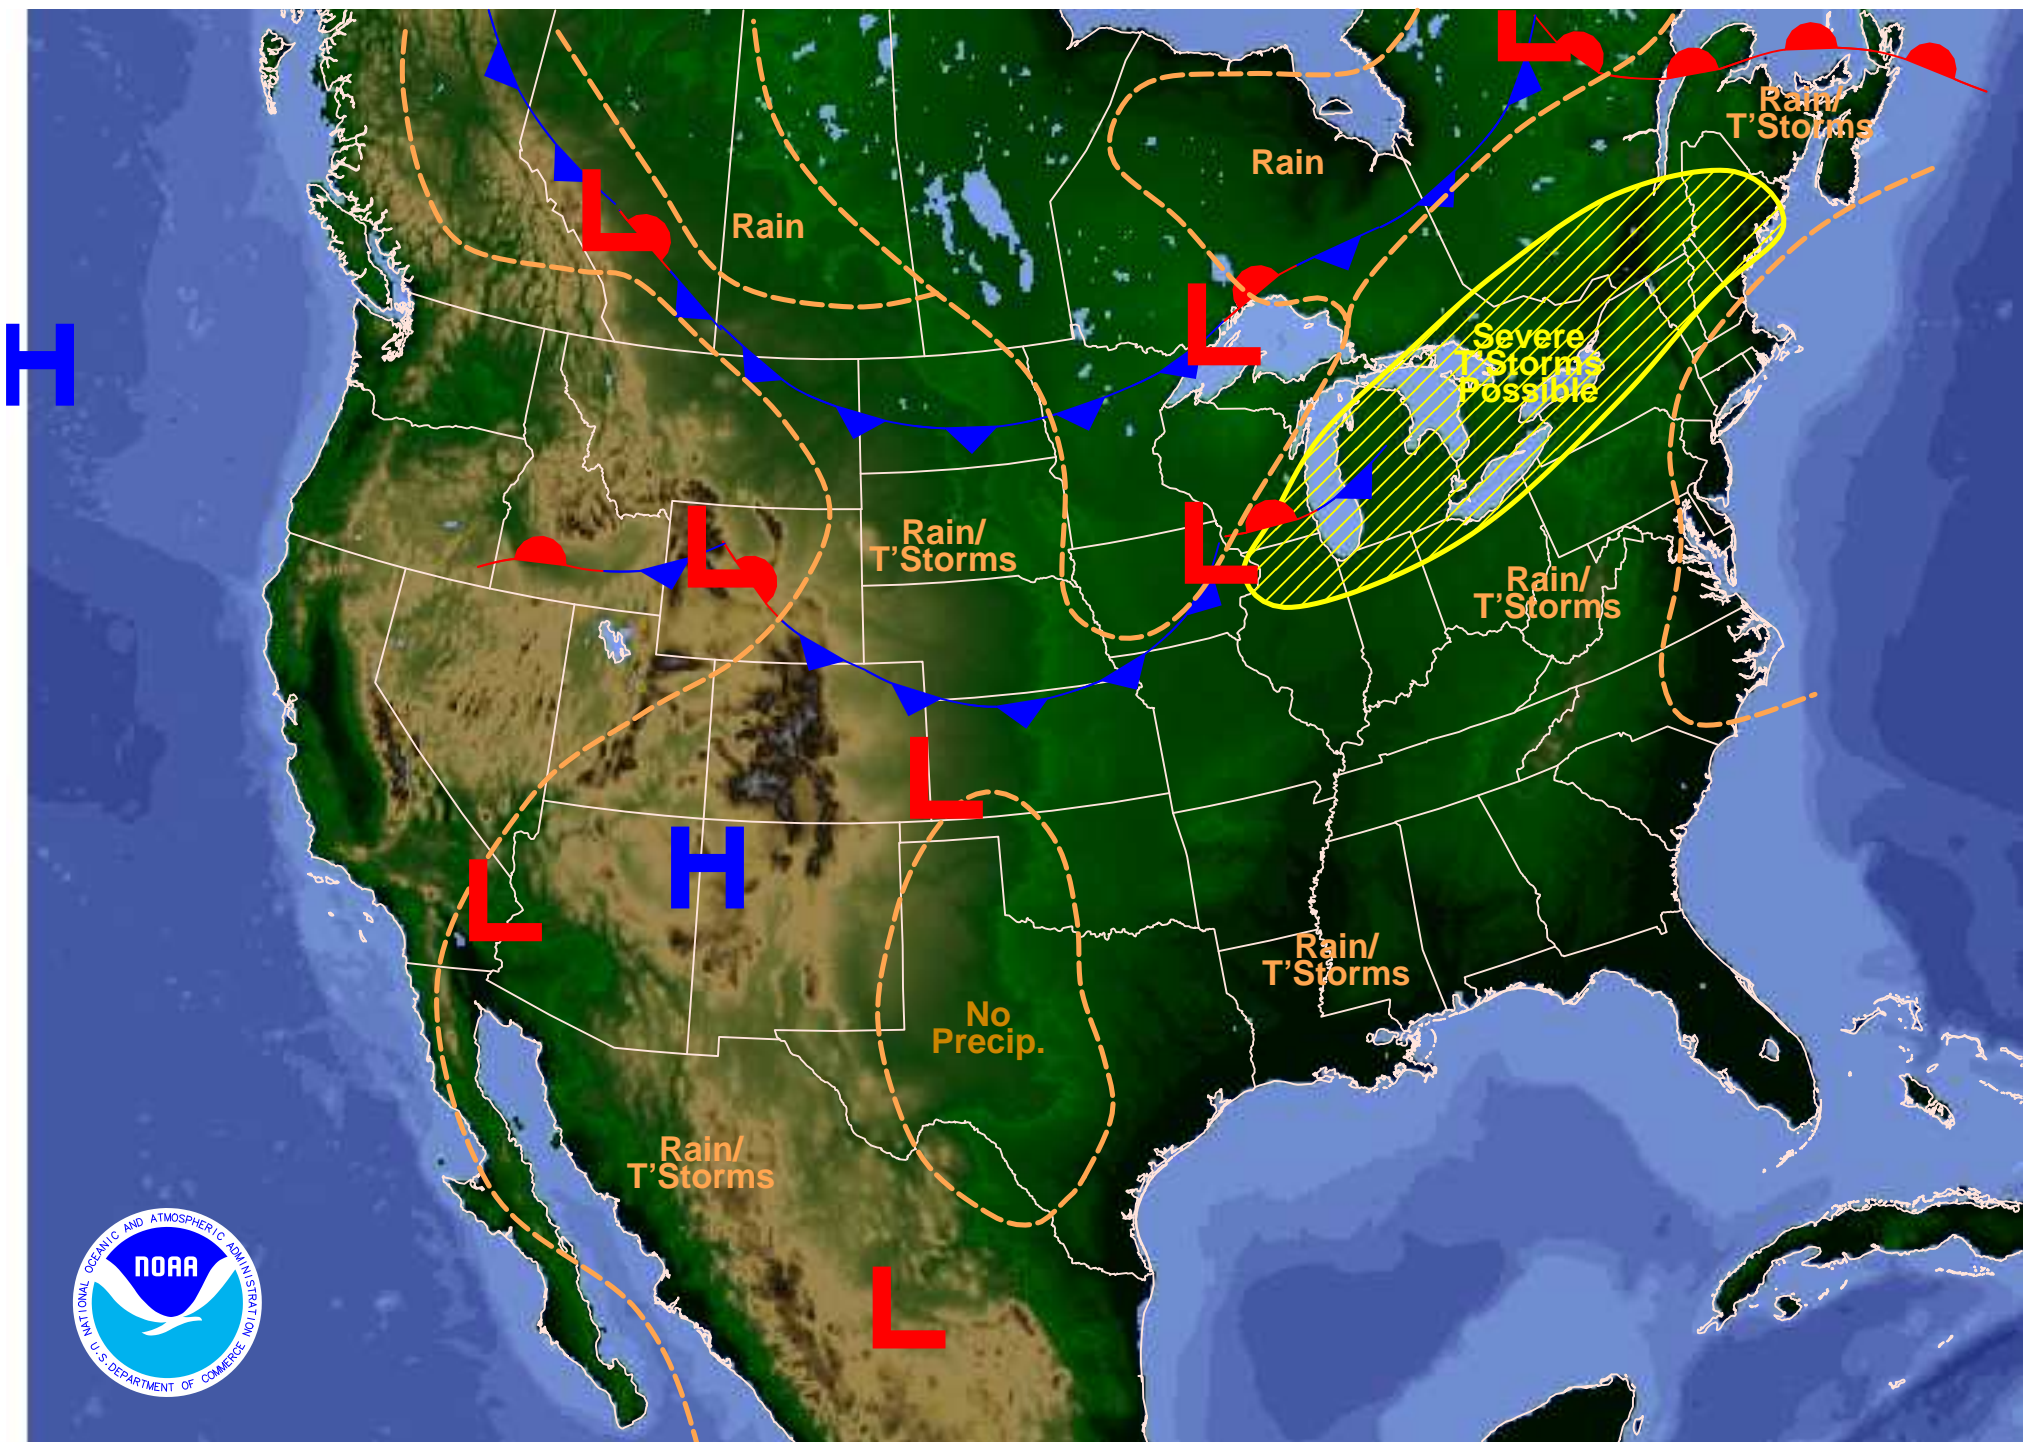 L
Rain/
T'Storms
Rain
L
Rain
L
H
Severe
T'Storms
Possible
L
Rain/
T'Storms
L
Rain/
T'Storms
L
H
L
Rain/
T'Storms
No
Precip.
Rain/
T'Storms
L
NATIONAL OCEANIC AND ATMOSPHERIC ADMINISTRATION
NOAA
U.S. DEPARTMENT OF COMMERCE